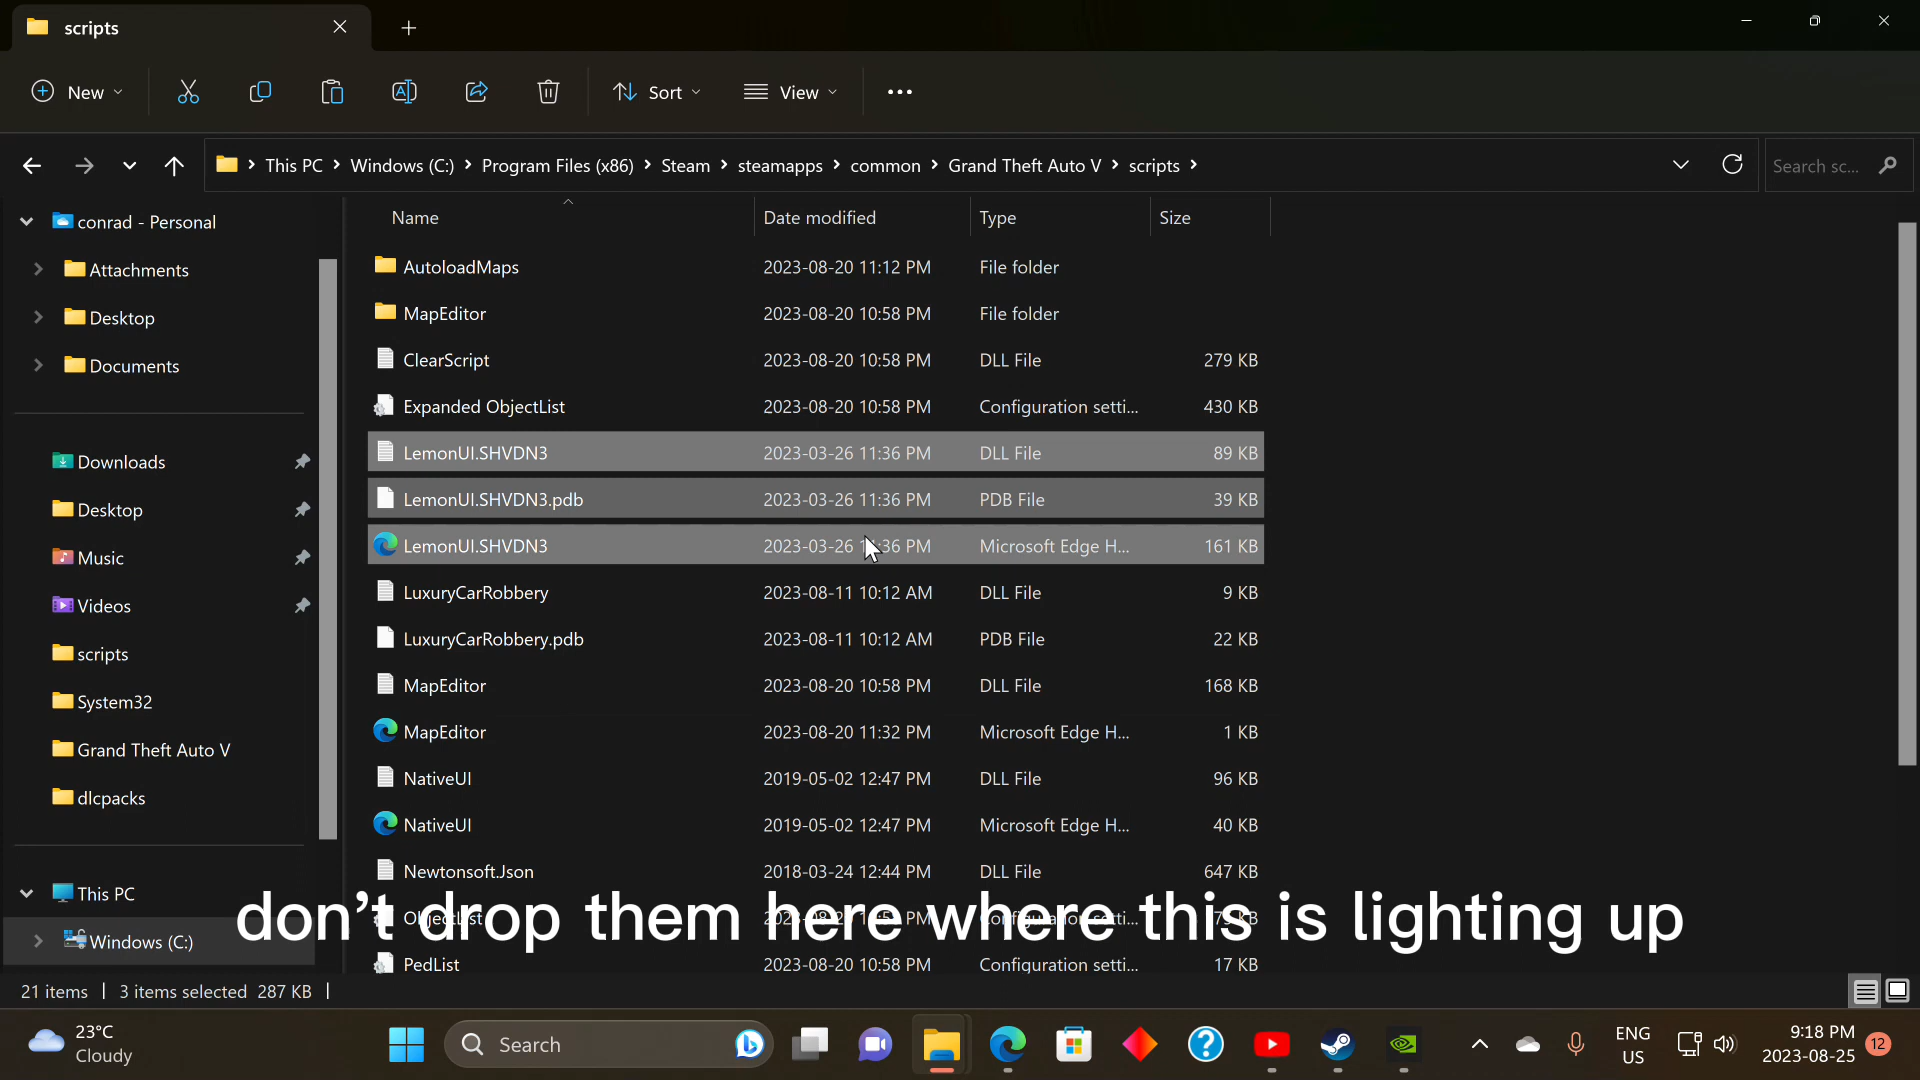 scripts
New
Sort
View
This PC
Windows (C:)
Program Files (x86)
Steam
steamapps
common
Grand Theft Auto V
scripts
Search sc...
conrad - Personal
Attachments
Desktop
Documents
Downloads
Desktop
Music
Videos
scripts
System32
Grand Theft Auto V
dlcpacks
This PC
Windows (C:)
Name Date modified Type Size
AutoloadMaps 2023-08-20 11:12 PM File folder
MapEditor 2023-08-20 10:58 PM File folder
ClearScript 2023-08-20 10:58 PM DLL File 279 KB
Expanded ObjectList 2023-08-20 10:58 PM Configuration setti... 430 KB
LemonUI.SHVDN3 2023-03-26 11:36 PM DLL File 89 KB
LemonUI.SHVDN3.pdb 2023-03-26 11:36 PM PDB File 39 KB
LemonUI.SHVDN3 2023-03-26 PM Microsoft Edge H... 161 KB
LuxuryCarRobbery 2023-08-11 10:12 AM DLL File 9 KB
LuxuryCarRobbery.pdb 2023-08-11 10:12 AM PDB File 22 KB
MapEditor 2023-08-20 10:58 PM DLL File 168 KB
MapEditor 2023-08-20 11:32 PM Microsoft Edge H... 1 KB
NativeUI 2019-05-02 12:47 PM DLL File 96 KB
NativeUI 2019-05-02 12:47 PM Microsoft Edge H... 40 KB
Newtonsoft.Json 2018-03-24 12:44 PM DLL File 647 KB
PedList 2023-08-20 10:58 PM Configuration setti... 17 KB
don't drop them here where this is lighting up
21 items 3 items selected 287 KB
23°C
Cloudy
Search
ENG
US
9:18 PM
2023-08-25
12